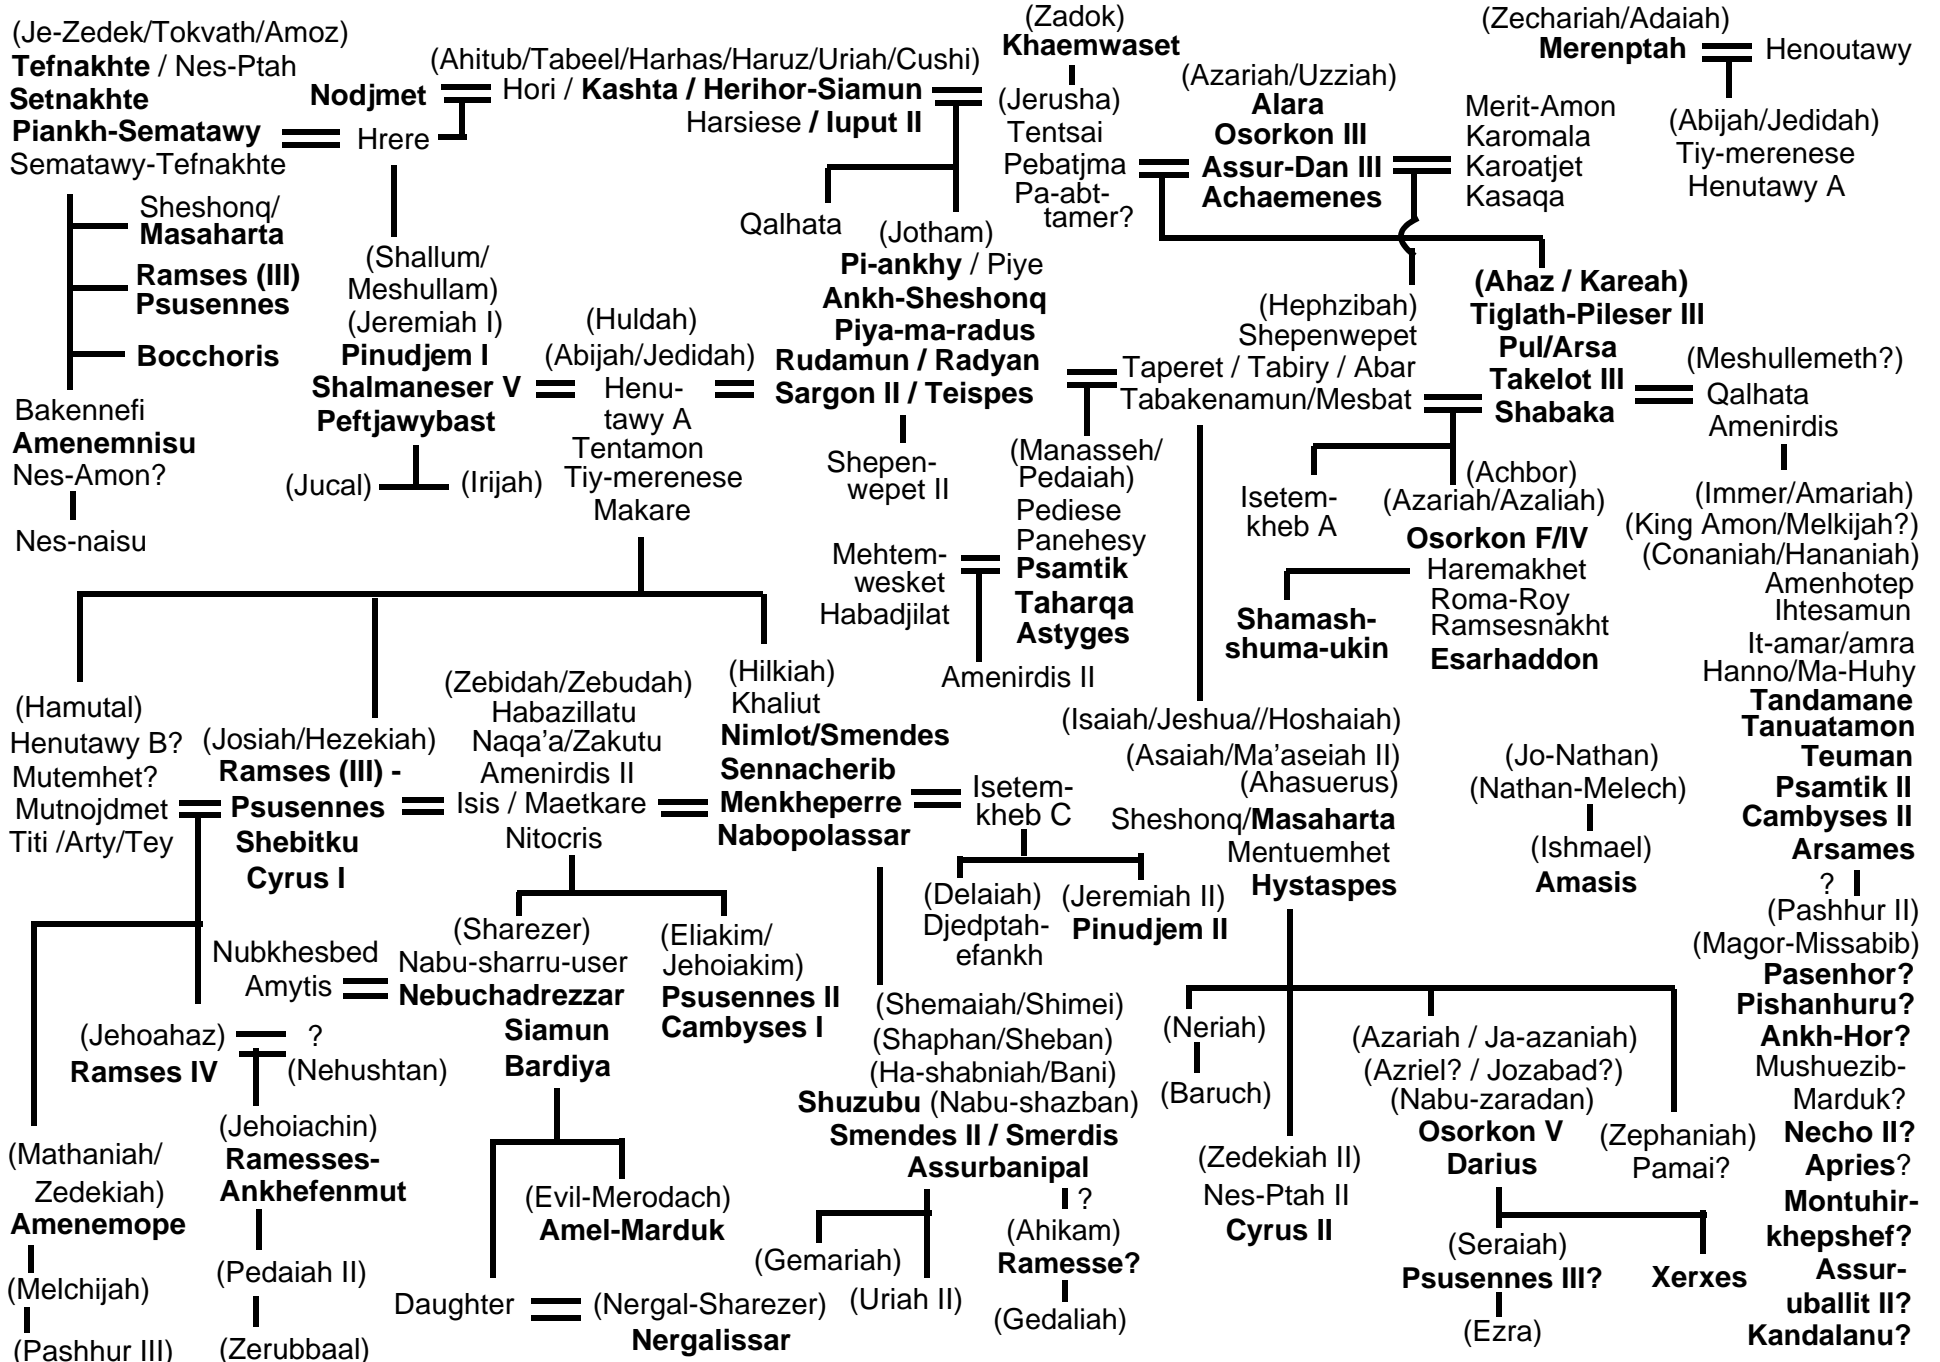 (Je-Zedek/Tokvath/Amoz)
Tefnakhte / Nes-Ptah
Setnakhte
Piankh-Sematawy
Sematawy-Tefnakhte
Nodjmet
Hrere
(Ahitub/Tabeel/Harhas/Haruz/Uriah/Cushi)
Hori / Kashta / Herihor-Siamun
Harsiese / Iuput II
(Zadok)
Khaemwaset
(Jerusha)
Tentsai
Pebatjma
Pa-abt-
tamer?
(Azariah/Uzziah)
Alara
Osorkon III
Assur-Dan III
Achaemenes
Merit-Amon
Karomala
Karoatjet
Kasaqa
(Zechariah/Adaiah)
Merenptah
Henoutawy
(Abijah/Jedidah)
Tiy-merenese
Henutawy A
Sheshonq/
Masaharta
Ramses (III)
Psusennes
Bocchoris
Bakennefi
Amenemnisu
Nes-Amon?
Nes-naisu
(Shallum/
Meshullam)
(Jeremiah I)
Pinudjem I
Shalmaneser V
Peftjawybast
(Jucal)
(Irijah)
(Huldah)
(Abijah/Jedidah)
Henu-
tawy A
Tentamon
Tiy-merenese
Makare
Qalhata
(Jotham)
Pi-ankhy / Piye
Ankh-Sheshonq
Piya-ma-radus
Rudamun / Radyan
Sargon II / Teispes
Shepen-
wepet II
(Hephzibah)
Shepenwepet
Taperet / Tabiry / Abar
Tabakenamun/Mesbat
(Ahaz / Kareah)
Tiglath-Pileser III
Pul/Arsa
Takelot III
Shabaka
(Meshullemeth?)
Qalhata
Amenirdis
Mehtem-
wesket
Habadjilat
(Manasseh/
Pedaiah)
Pediese
Panehesy
Psamtik
Taharqa
Astyges
Amenirdis II
Isetem-
kheb A
(Achbor)
(Azariah/Azaliah)
Osorkon F/IV
Haremakhet
Roma-Roy
Ramsesnakht
Esarhaddon
Shamash-
shuma-ukin
(Immer/Amariah)
(King Amon/Melkijah?)
(Conaniah/Hananiah)
Amenhotep
Ihtesamun
It-amar/amra
Hanno/Ma-Huhy
Tandamane
Tanuatamon
Teuman
Psamtik II
Cambyses II
Arsames
?
(Pashhur II)
(Magor-Missabib)
Pasenhor?
Pishanhuru?
Ankh-Hor?
Mushuezib-
Marduk?
Necho II?
Apries?
Montuhir-
khepshef?
Assur-
uballit II?
Kandalanu?
(Hamutal)
Henutawy B?
Mutemhet?
Mutnojdmet
Titi /Arty/Tey
(Josiah/Hezekiah)
Ramses (III) -
Psusennes
Shebitku
Cyrus I
(Zebidah/Zebudah)
Habazillatu
Naqa'a/Zakutu
Amenirdis II
Isis / Maetkare
Nitocris
(Hilkiah)
Khaliut
Nimlot/Smendes
Sennacherib
Menkheperre
Nabopolassar
Isetem-
kheb C
(Delaiah)
Djedptah-
efankh
(Jeremiah II)
Pinudjem II
(Isaiah/Jeshua//Hoshaiah)
(Asaiah/Ma'aseiah II)
(Ahasuerus)
Sheshonq/Masaharta
Mentuemhet
Hystaspes
(Jo-Nathan)
(Nathan-Melech)
(Ishmael)
Amasis
Nubkhesbed
Amytis
(Sharezer)
Nabu-sharru-user
Nebuchadrezzar
Siamun
Bardiya
(Eliakim/
Jehoiakim)
Psusennes II
Cambyses I
(Jehoahaz)
Ramses IV
?
(Nehushtan)
(Jehoiachin)
Ramesses-
Ankhefenmut
(Pedaiah II)
(Zerubbaal)
(Mathaniah/
Zedekiah)
Amenemope
(Melchijah)
(Pashhur III)
(Evil-Merodach)
Amel-Marduk
Daughter
(Nergal-Sharezer)
Nergalissar
(Shemaiah/Shimei)
(Shaphan/Sheban)
(Ha-shabniah/Bani)
Shuzubu (Nabu-shazban)
Smendes II / Smerdis
Assurbanipal
(Gemariah)
(Uriah II)
?
(Ahikam)
Ramesse?
(Gedaliah)
(Neriah)
(Baruch)
(Zedekiah II)
Nes-Ptah II
Cyrus II
(Azariah / Ja-azaniah)
(Azriel? / Jozabad?)
(Nabu-zaradan)
Osorkon V
Darius
(Zephaniah)
Pamai?
(Seraiah)
Psusennes III?
(Ezra)
Xerxes